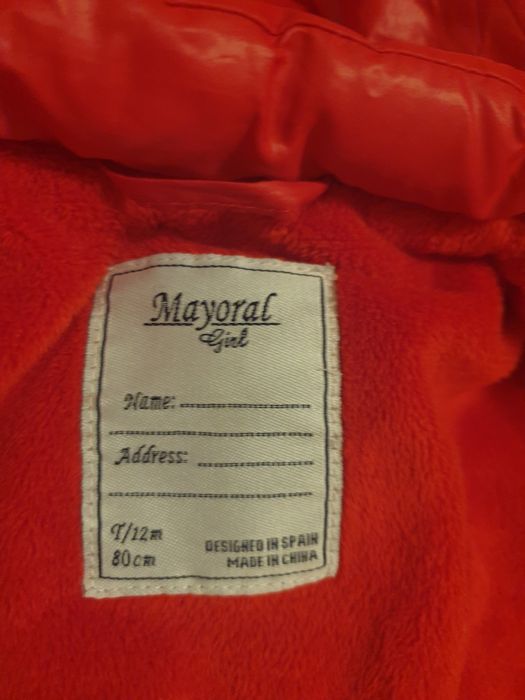 Mayoral
Girl
Name:
Address:
T/12m
80cm
DESIGNED IN SPAIN
MADE IN CHINA